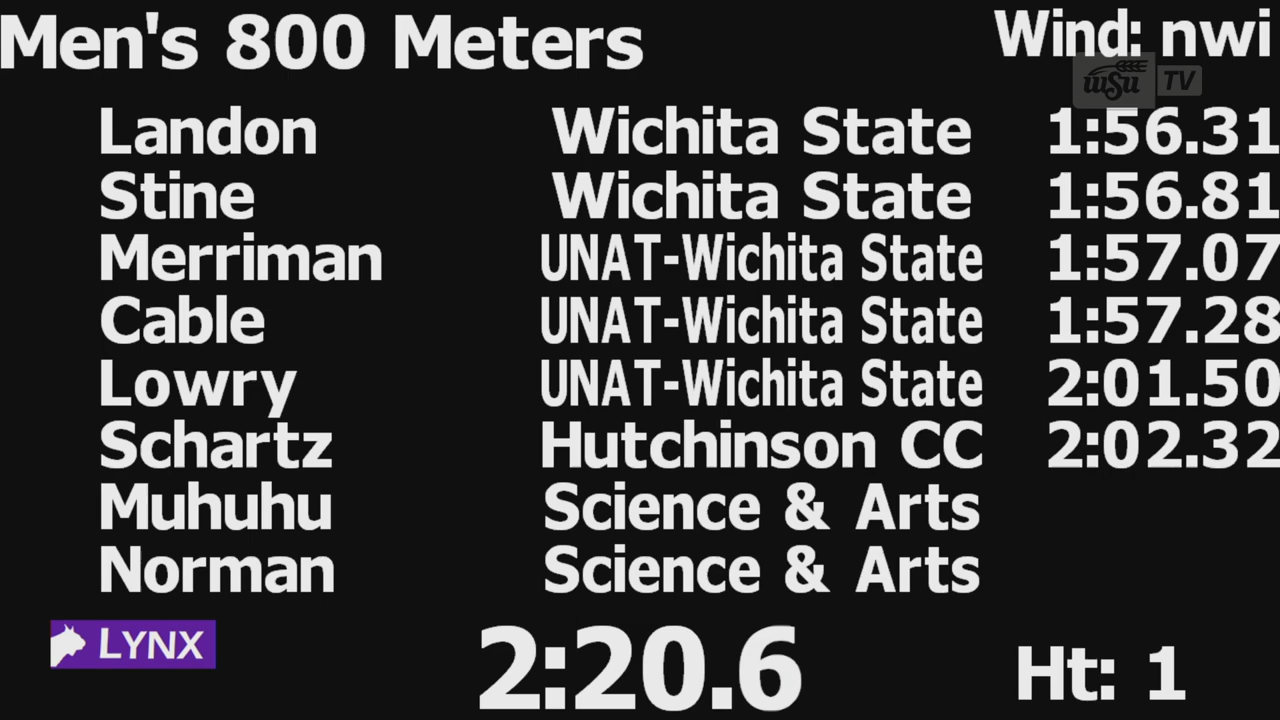 Men's 800 Meters Wind: nwi
WSU TV
Landon Wichita State 1:56.31
Stine Wichita State 1:56.81
Merriman UNAT-Wichita State 1:57.07
Cable UNAT-Wichita State 1:57.28
Lowry UNAT-Wichita State 2:01.50
Schartz Hutchinson CC 2:02.32
Muhuhu Science & Arts
Norman Science & Arts
LYNX 2:20.6 Ht: 1